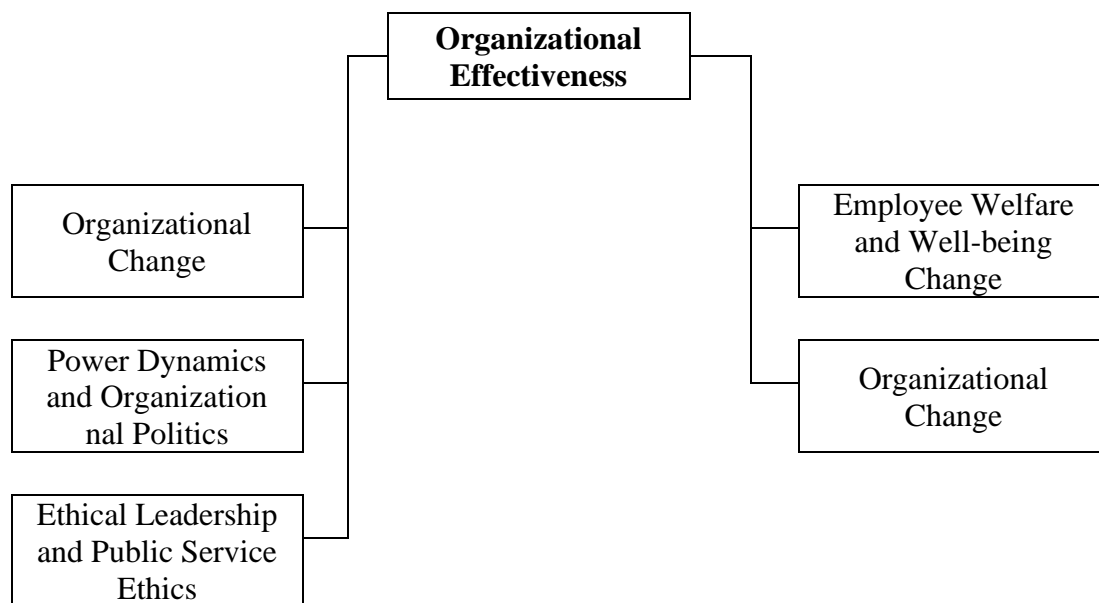 Organizational
Effectiveness
Organizational
Change
Employee Welfare
and Well-being
Change
Power Dynamics
and Organization
nal Politics
Organizational
Change
Ethical Leadership
and Public Service
Ethics